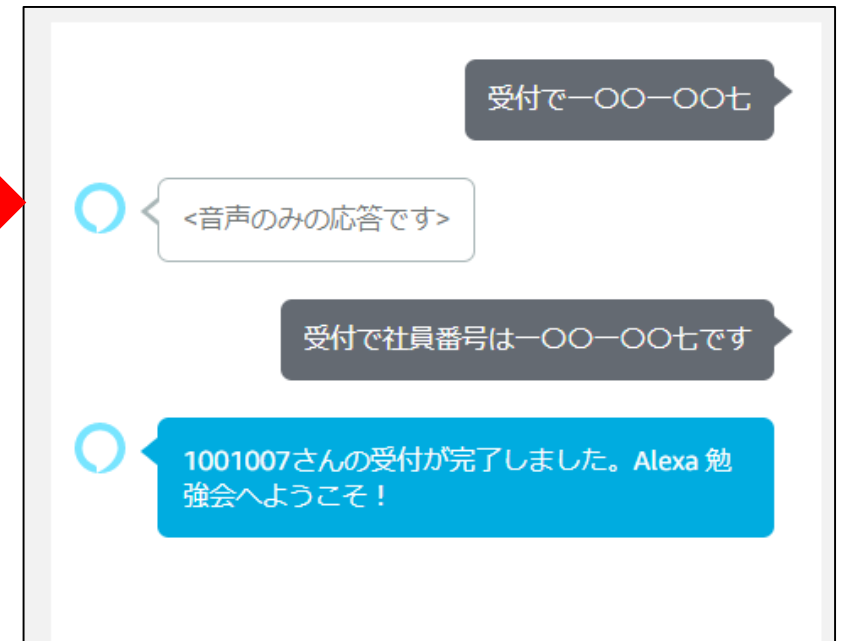 受付で一〇〇一〇〇七
<音声のみの応答です>
受付で社員番号は一〇〇一〇〇七です
1001007さんの受付が完了しました。Alexa 勉
強会へようこそ！